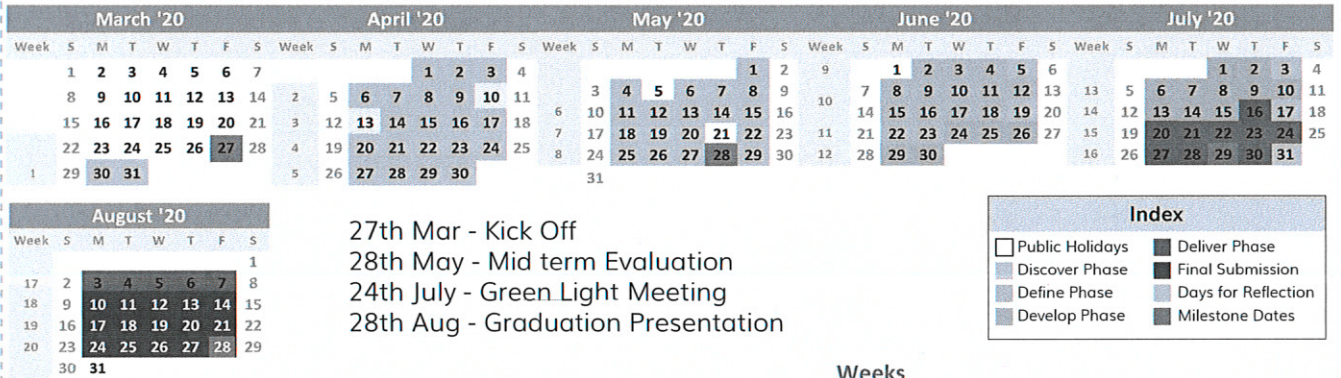 March '20 April '20 May '20 June '20 July '20
Week S M T W T F S Week S M T W T F S Week S M T W T F S Week S M T W T F S Week S M T W T F S
1 2 3 4 5 6 7 1 2 3 4 1 2 9 1 2 3 4 5 6 1 2 3 4
8 9 10 11 12 13 14 2 5 6 7 8 9 10 11 3 4 5 6 7 8 9 10 7 8 9 10 11 12 13 13 5 6 7 8 9 10 11
15 16 17 18 19 20 21 3 12 13 14 15 16 17 18 6 10 11 12 13 14 15 16 14 15 16 17 18 19 20 14 12 13 14 15 16 17 18
22 23 24 25 26 27 28 4 19 20 21 22 23 24 25 7 17 18 19 20 21 22 23 11 21 22 23 24 25 26 27 15 19 20 21 22 23 24 25
1 29 30 31 5 26 27 28 29 30 8 24 25 26 27 28 29 30 12 28 29 30 16 26 27 28 29 30 31
31
August '20
Week S M T W T F S
1
17 2 3 4 5 6 7 8
18 9 10 11 12 13 14 15
19 16 17 18 19 20 21 22
20 23 24 25 26 27 28 29
30 31
27th Mar - Kick Off
28th May - Mid term Evaluation
24th July - Green Light Meeting
28th Aug - Graduation Presentation
Index
Public Holidays Deliver Phase
Discover Phase Final Submission
Define Phase Days for Reflection
Develop Phase Milestone Dates
Weeks